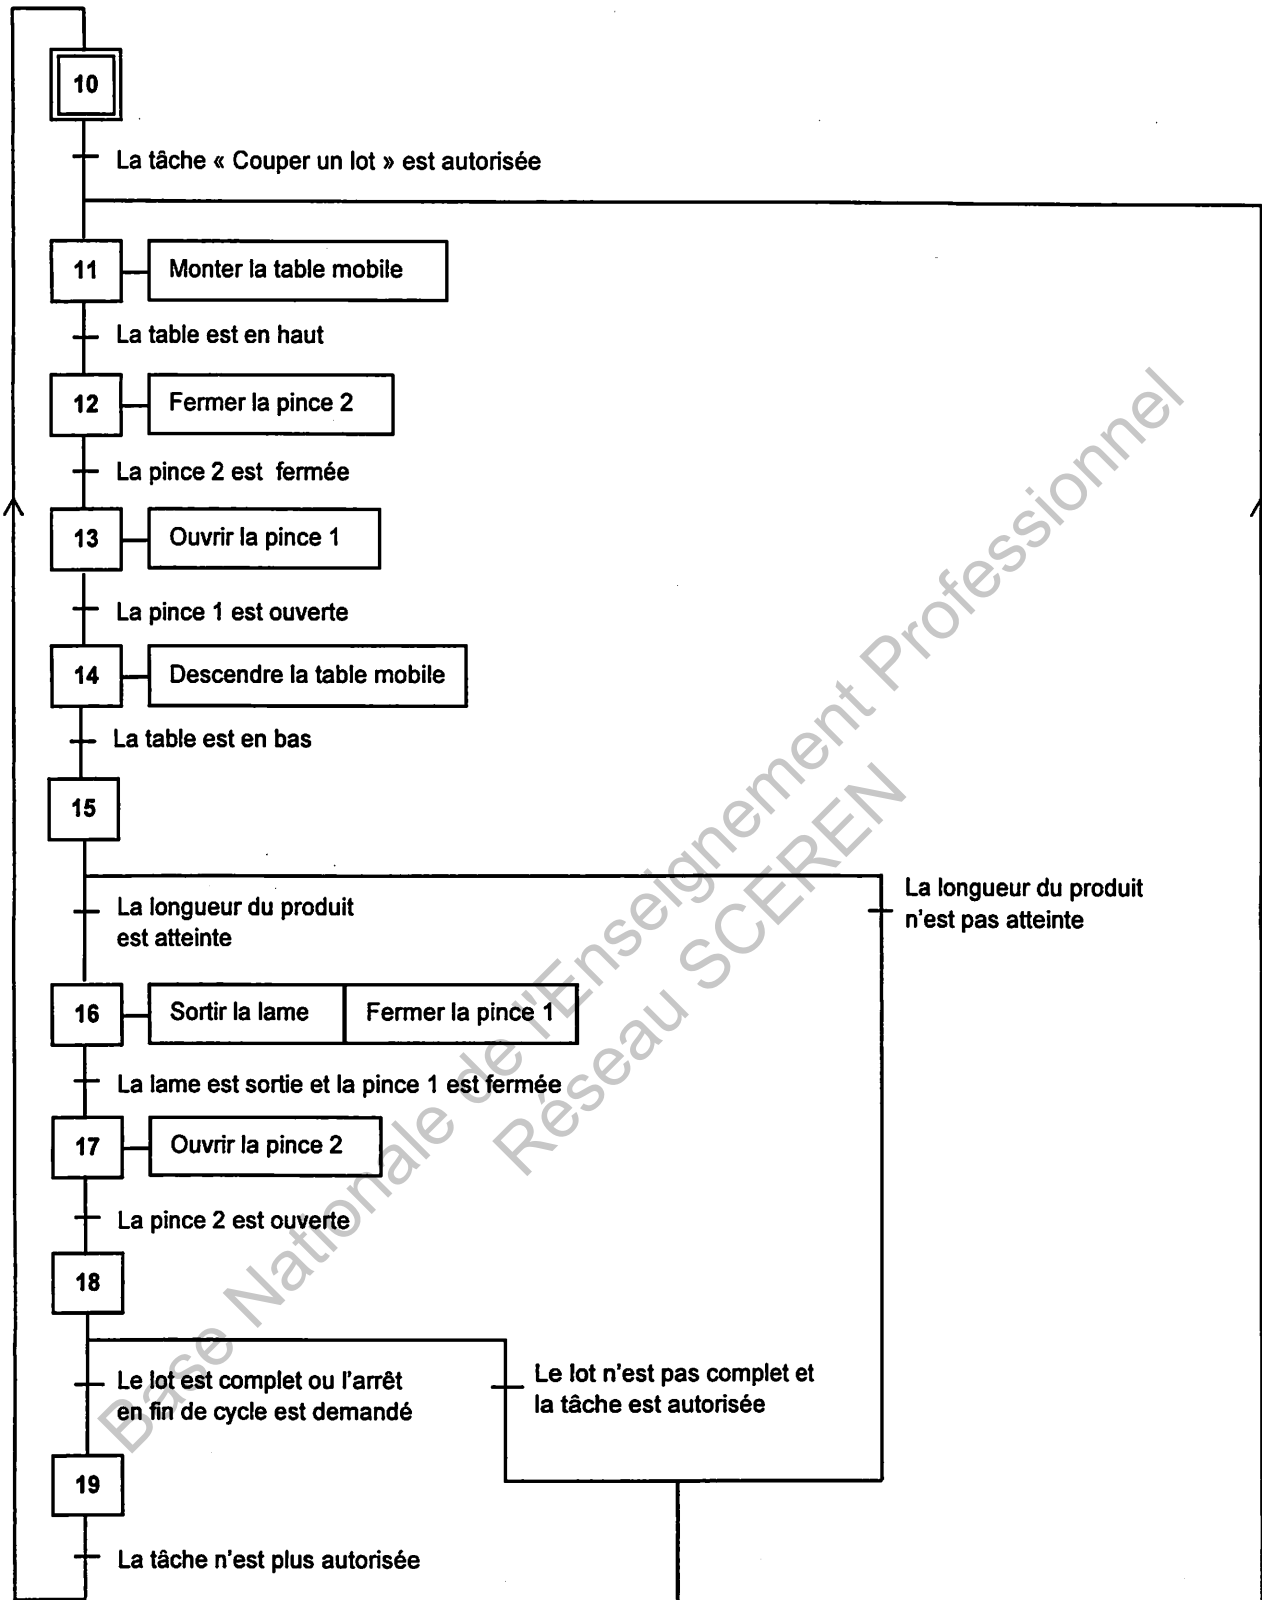 10
La tâche « Couper un lot » est autorisée
11
Monter la table mobile
La table est en haut
12
Fermer la pince 2
La pince 2 est fermée
13
Ouvrir la pince 1
La pince 1 est ouverte
14
Descendre la table mobile
La table est en bas
15
La longueur du produit
est atteinte
La longueur du produit
n'est pas atteinte
16
Sortir la lame
Fermer la pince 1
La lame est sortie et la pince 1 est fermée
17
Ouvrir la pince 2
La pince 2 est ouverte
18
Le lot est complet ou l'arrêt
en fin de cycle est demandé
Le lot n'est pas complet et
la tâche est autorisée
19
La tâche n'est plus autorisée
Base Nationale de l'Enseignement Professionnel
Réseau SCEREN